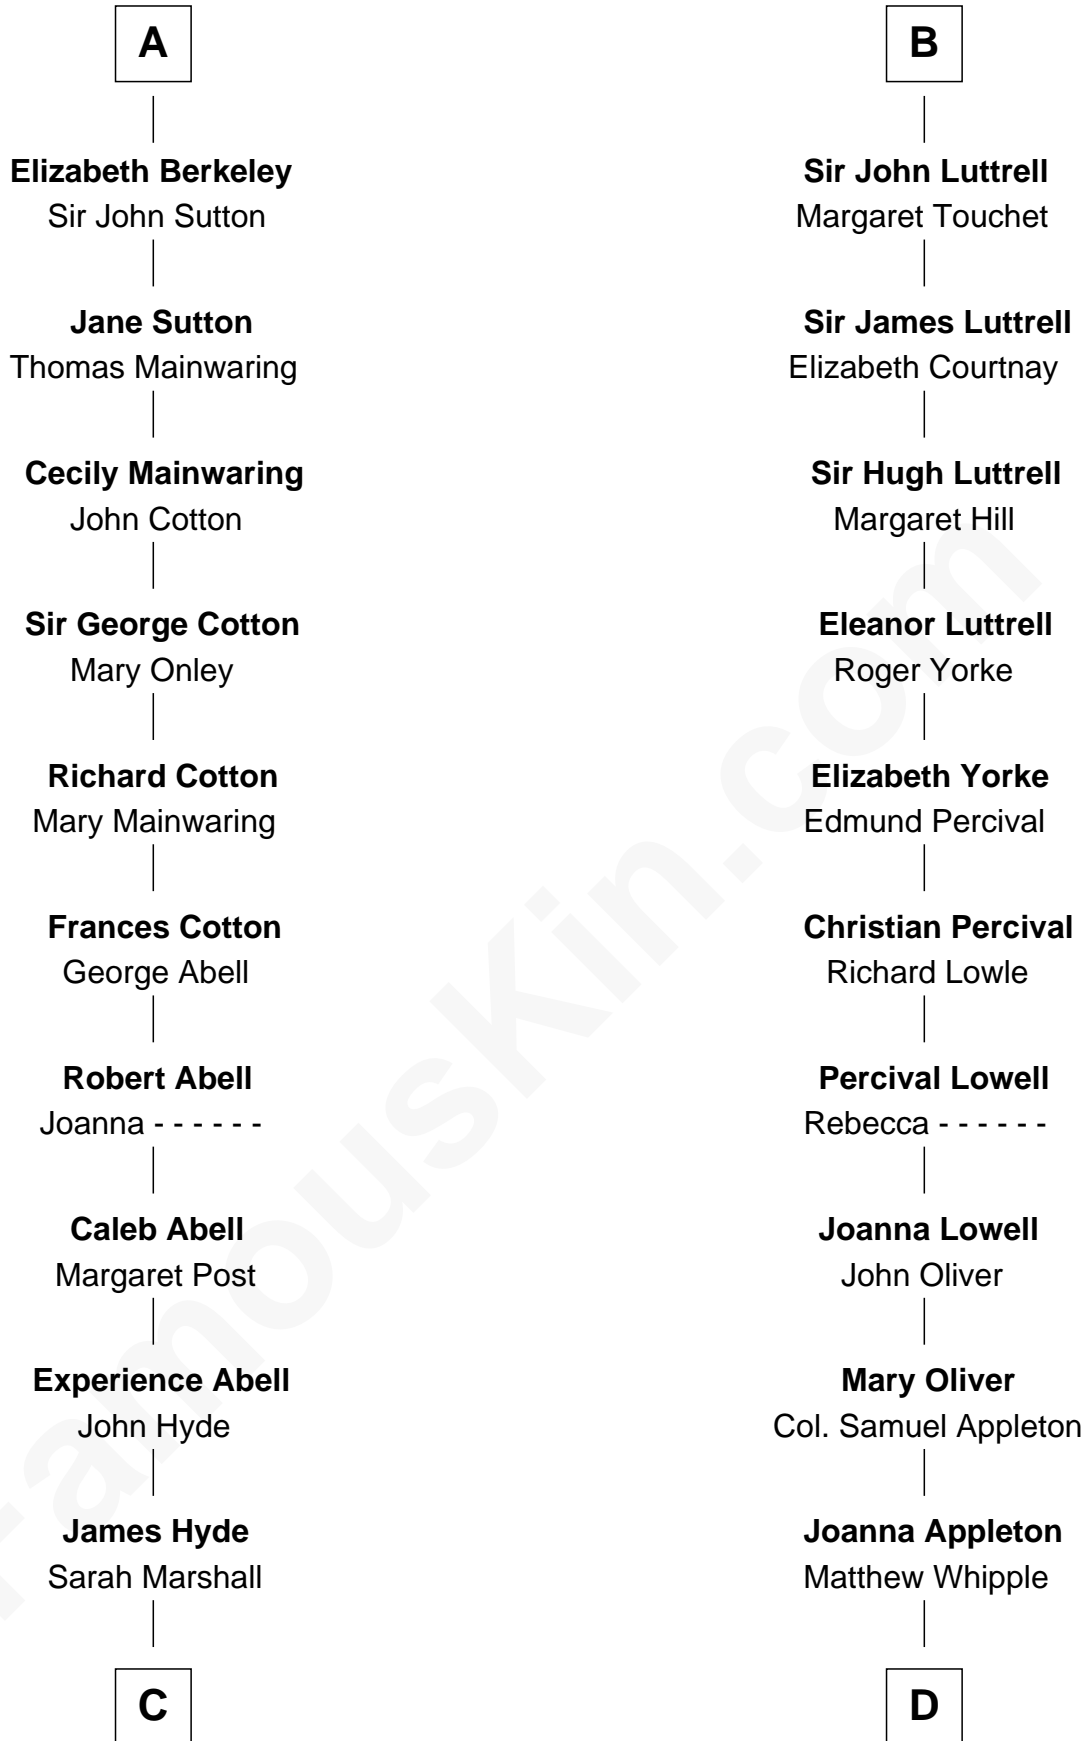 A
Elizabeth Berkeley
Sir John Sutton
Jane Sutton
Thomas Mainwaring
Cecily Mainwaring
John Cotton
Sir George Cotton
Mary Onley
Richard Cotton
Mary Mainwaring
Frances Cotton
George Abell
Robert Abell
Joanna - - - - - -
Caleb Abell
Margaret Post
Experience Abell
John Hyde
James Hyde
Sarah Marshall
C
B
Sir John Luttrell
Margaret Touchet
Sir James Luttrell
Elizabeth Courtnay
Sir Hugh Luttrell
Margaret Hill
Eleanor Luttrell
Roger Yorke
Elizabeth Yorke
Edmund Percival
Christian Percival
Richard Lowle
Percival Lowell
Rebecca - - - - - -
Joanna Lowell
John Oliver
Mary Oliver
Col. Samuel Appleton
Joanna Appleton
Matthew Whipple
D
FamousKin.com